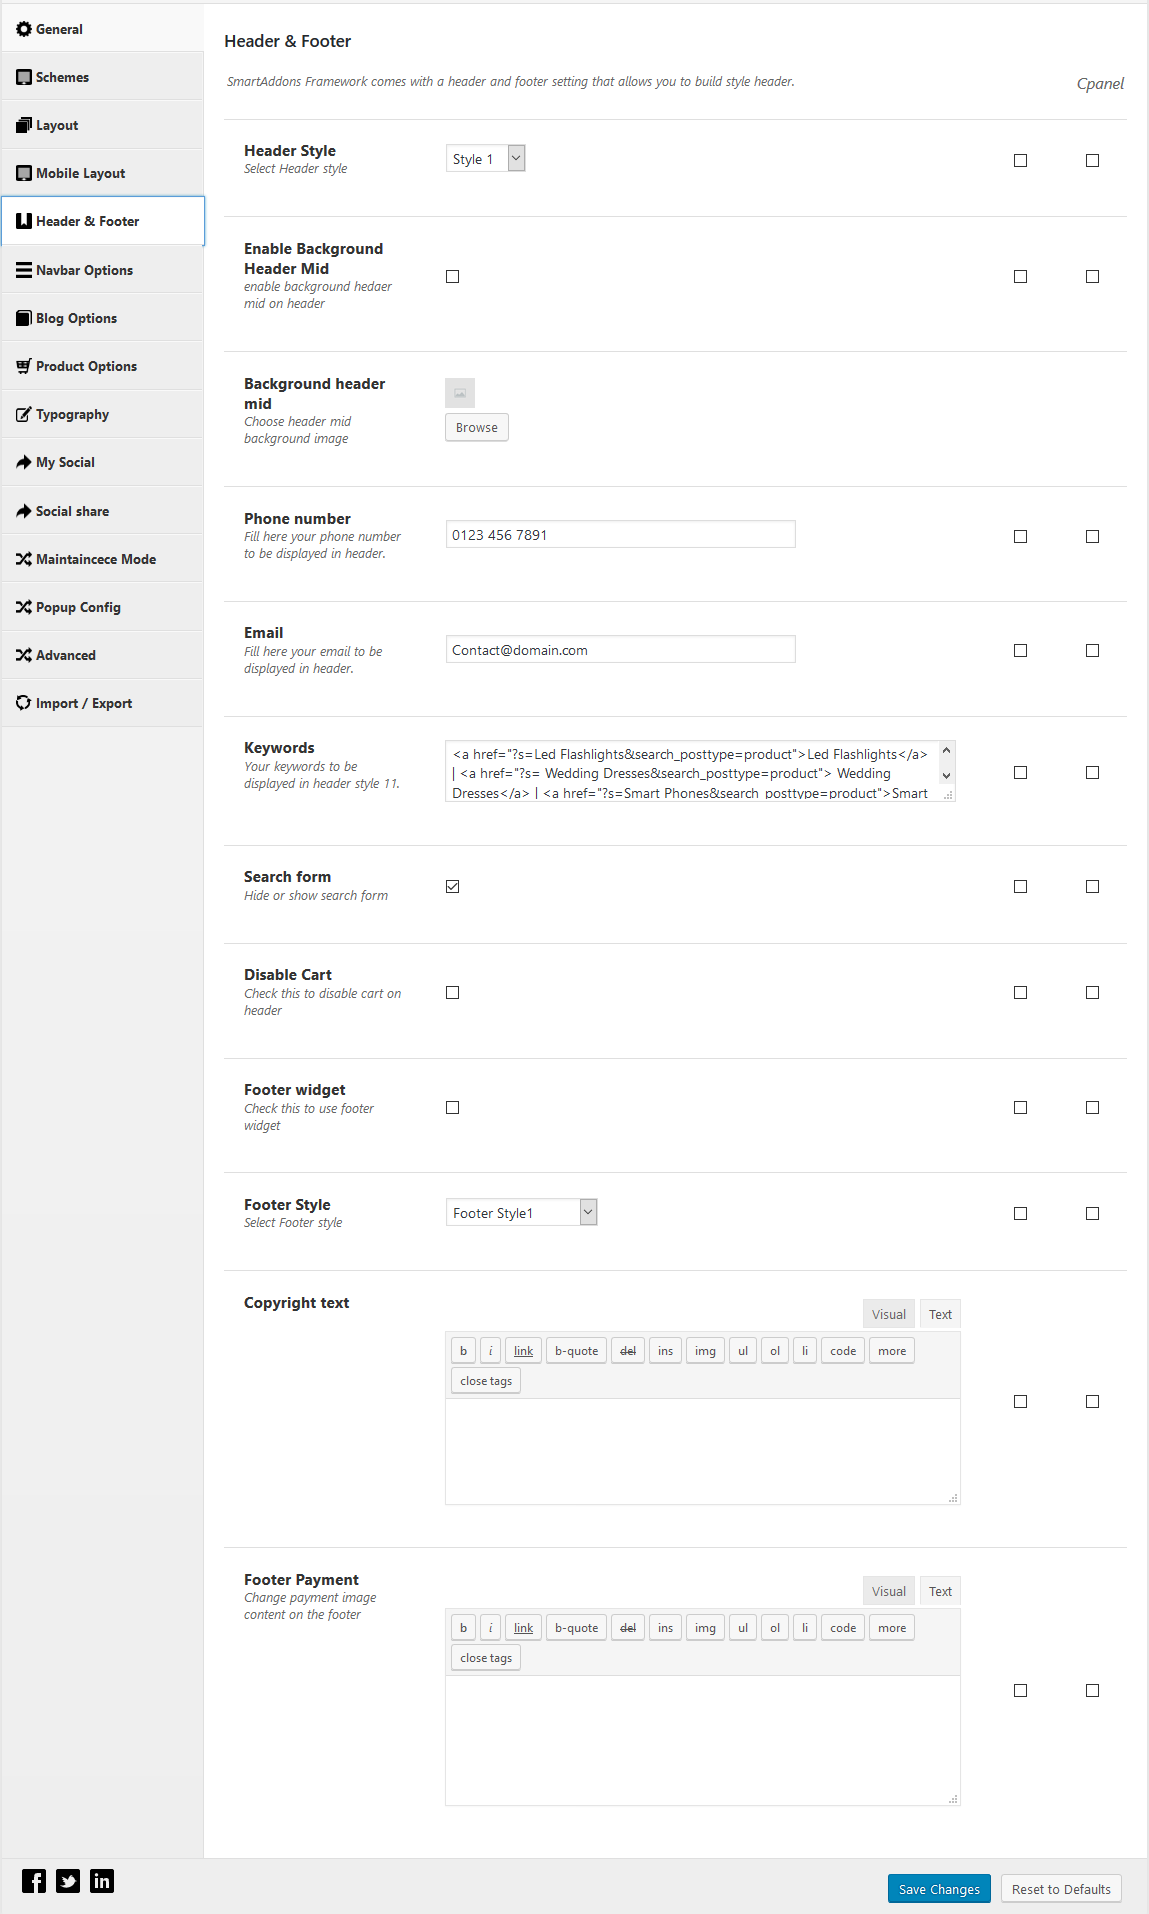 General
Schemes
Layout
Mobile Layout
Header & Footer
Navbar Options
Blog Options
Product Options
Typography
My Social
Social share
Maintaincece Mode
Popup Config
Advanced
Import / Export
Header & Footer
SmartAddons Framework comes with a header and footer setting that allows you to build style header.
Cpanel
Header Style
Select Header style
Style 1
Enable Background
Header Mid
enable background hedaer
mid on header
Background header
mid
Choose header mid
background image
Browse
Phone number
Fill here your phone number
to be displayed in header.
0123 456 7891
Email
Fill here your email to be
displayed in header.
Contact@domain.com
Keywords
Your keywords to be
displayed in header style 11.
<a href="?s=Led Flashlights&search_posttype=product">Led Flashlights</a>
| <a href="?s= Wedding Dresses&search_posttype=product"> Wedding
Dresses</a> | <a href="?s=Smart Phones&search_posttype=product">Smart
Search form
Hide or show search form
Disable Cart
Check this to disable cart on
header
Footer widget
Check this to use footer
widget
Footer Style
Select Footer style
Footer Style1
Copyright text
Visual Text
b i link b-quote del ins img ul ol li code more
close tags
Footer Payment
Change payment image
content on the footer
Visual Text
b i link b-quote del ins img ul ol li code more
close tags
Save Changes Reset to Defaults